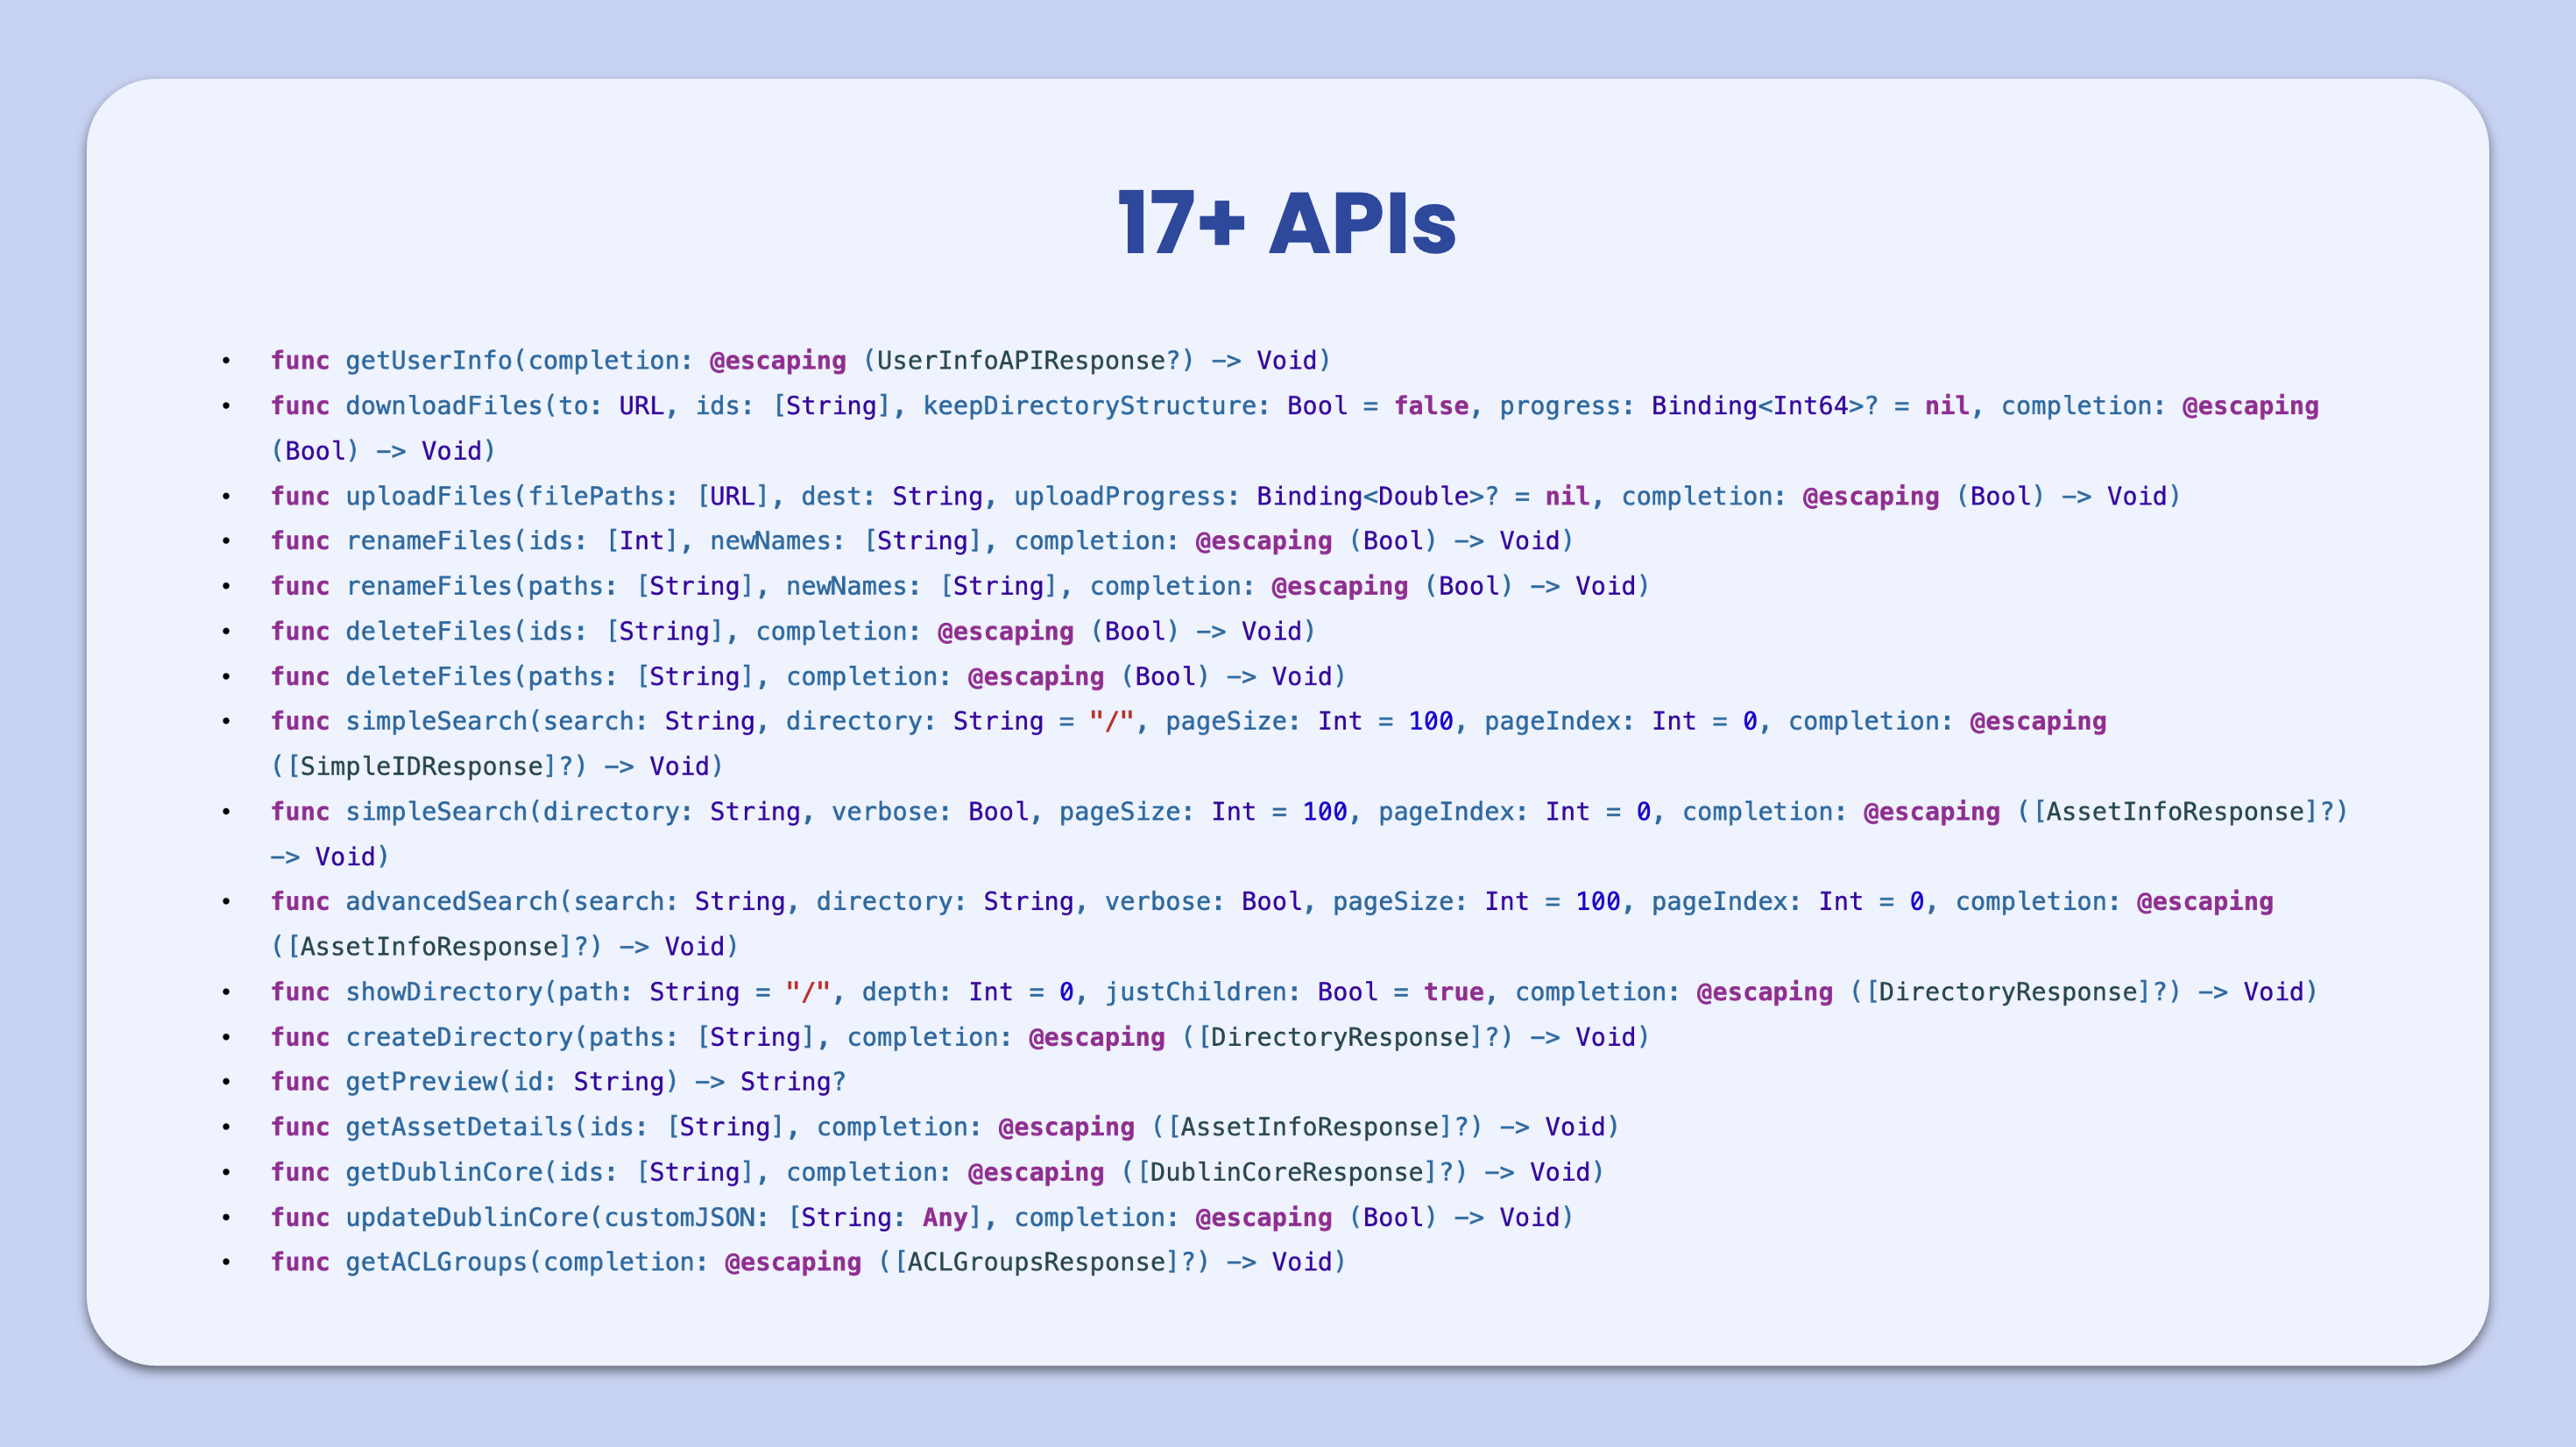 17+ APIs
• func getUserInfo(completion: @escaping (UserInfoAPIResponse?) -> Void)
• func downloadFiles(to: URL, ids: [String], keepDirectoryStructure: Bool = false, progress: Binding<Int64>? = nil, completion: @escaping
(Bool) -> Void)
• func uploadFiles(filePaths: [URL], dest: String, uploadProgress: Binding<Double>? = nil, completion: @escaping (Bool) -> Void)
• func renameFiles(ids: [Int], newNames: [String], completion: @escaping (Bool) -> Void)
• func renameFiles(paths: [String], newNames: [String], completion: @escaping (Bool) -> Void)
• func deleteFiles(ids: [String], completion: @escaping (Bool) -> Void)
• func deleteFiles(paths: [String], completion: @escaping (Bool) -> Void)
• func simpleSearch(search: String, directory: String = "/", pageSize: Int = 100, pageIndex: Int = 0, completion: @escaping
([SimpleIDResponse]?) -> Void)
• func simpleSearch(directory: String, verbose: Bool, pageSize: Int = 100, pageIndex: Int = 0, completion: @escaping ([AssetInfoResponse]?)
-> Void)
• func advancedSearch(search: String, directory: String, verbose: Bool, pageSize: Int = 100, pageIndex: Int = 0, completion: @escaping
([AssetInfoResponse]?) -> Void)
• func showDirectory(path: String = "/", depth: Int = 0, justChildren: Bool = true, completion: @escaping ([DirectoryResponse]?) -> Void)
• func createDirectory(paths: [String], completion: @escaping ([DirectoryResponse]?) -> Void)
• func getPreview(id: String) -> String?
• func getAssetDetails(ids: [String], completion: @escaping ([AssetInfoResponse]?) -> Void)
• func getDublinCore(ids: [String], completion: @escaping ([DublinCoreResponse]?) -> Void)
• func updateDublinCore(customJSON: [String: Any], completion: @escaping (Bool) -> Void)
• func getACLGroups(completion: @escaping ([ACLGroupsResponse]?) -> Void)